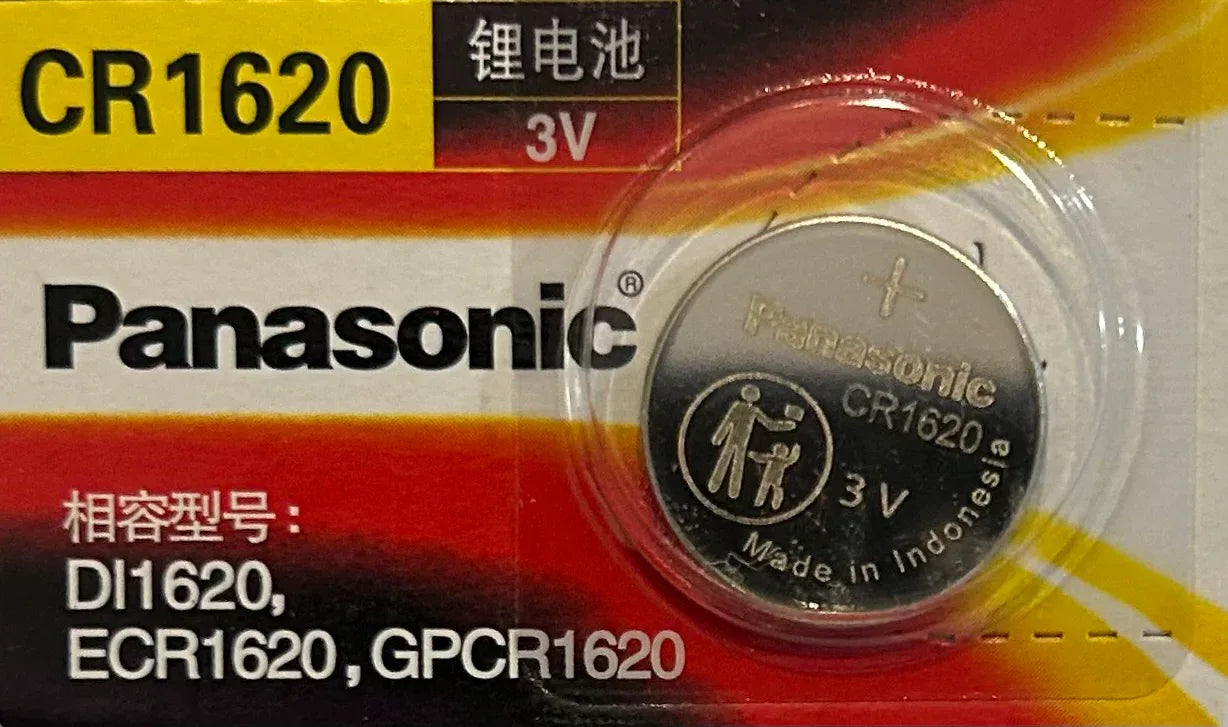 CR1620
锂电池
3V
Panasonic®
相容型号:
DI1620,
ECR1620, GPCR1620
+
Panasonic
CR1620
3V
Made in Indonesia